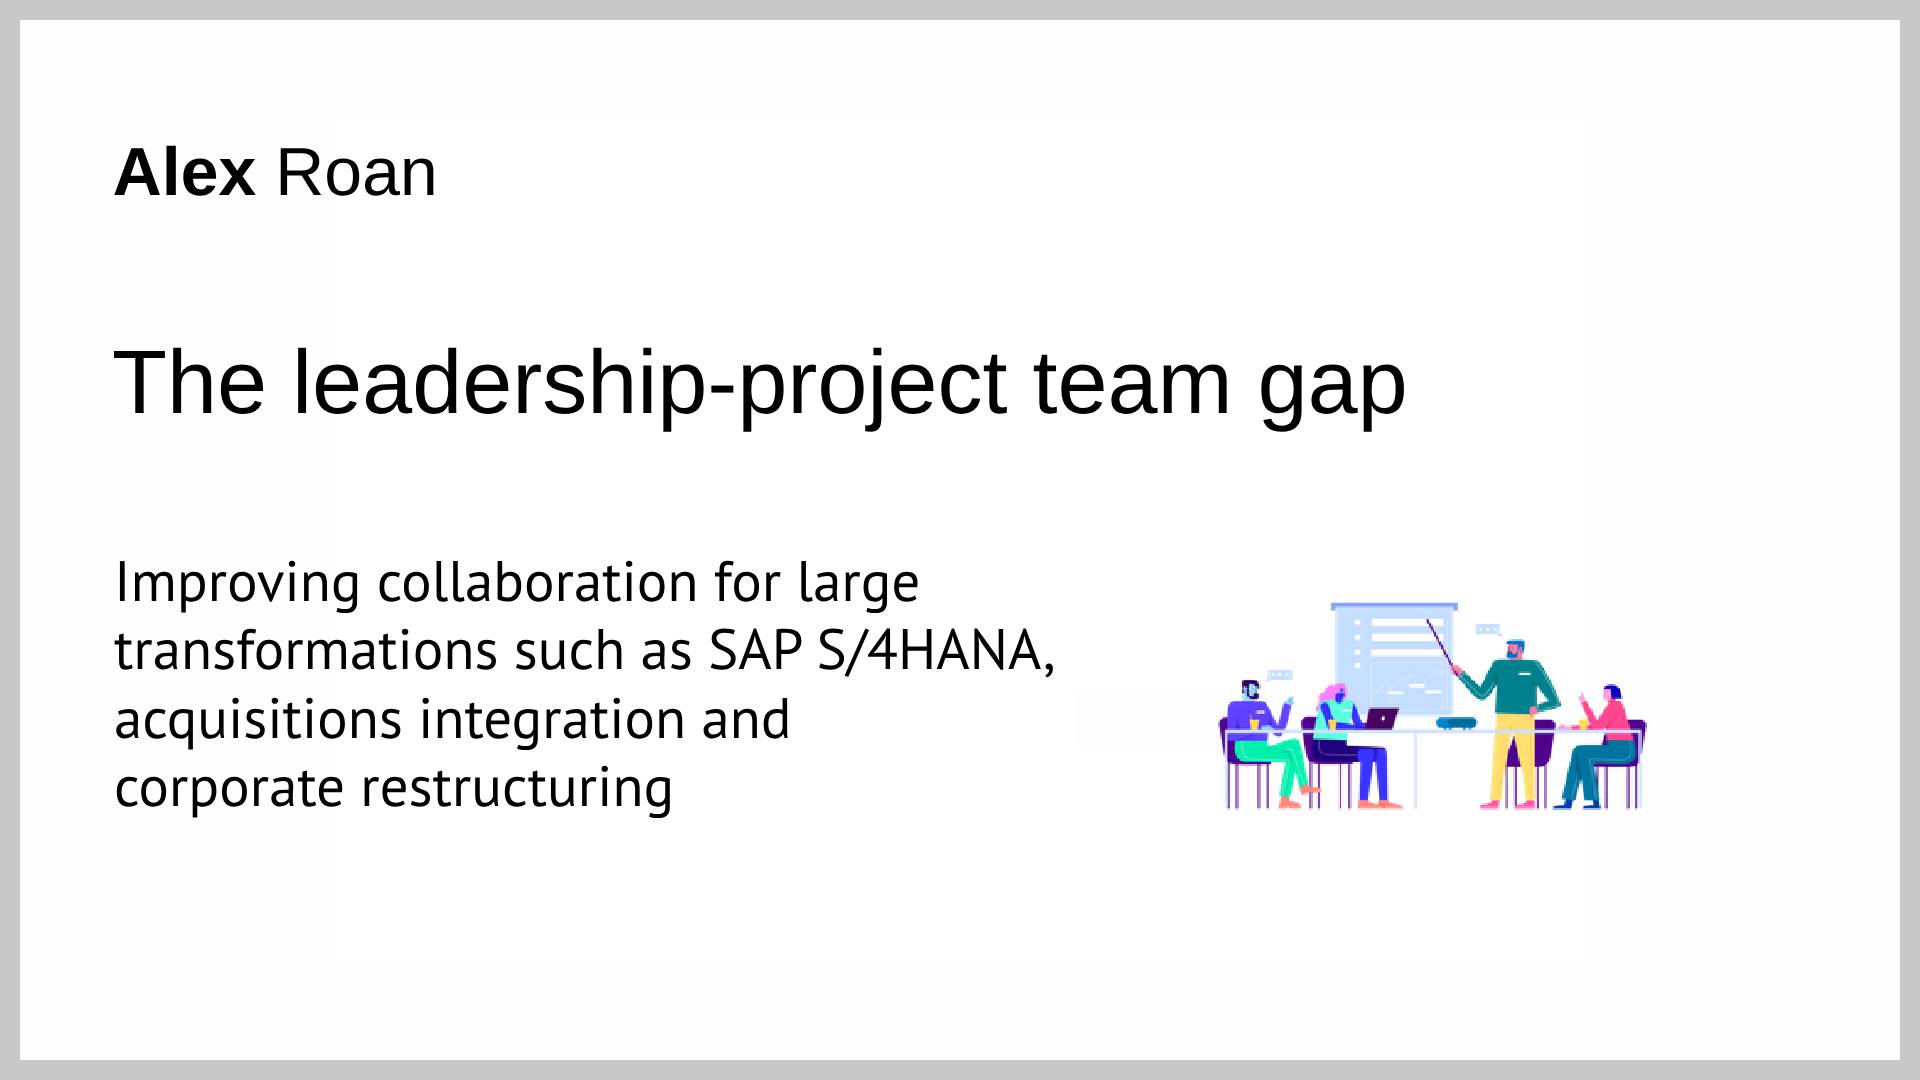 Alex Roan
The leadership-project team gap
Improving collaboration for large
transformations such as SAP S/4HANA,
acquisitions integration and
corporate restructuring